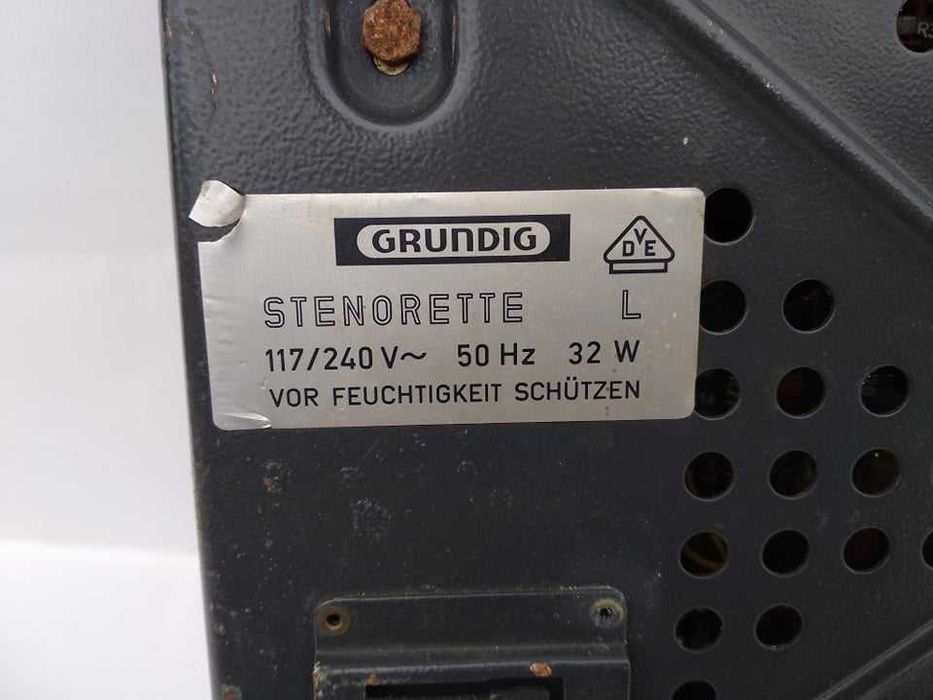 GRUNDIG
VDE
STENORETTE L
117/240 V~ 50 Hz 32 W
VOR FEUCHTIGKEIT SCHÜTZEN